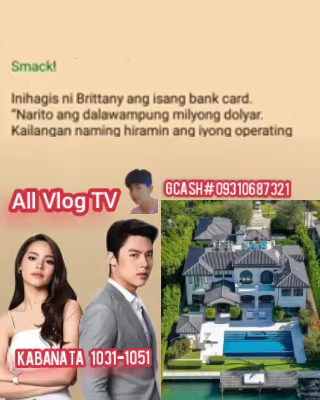 Smack!
Inihagis ni Brittany ang isang bank card.
"Narito ang dalawampung milyong dolyar.
Kailangan naming hiramin ang iyong operating
All Vlog TV
GCASH# 09310687321
KABANATA 1031-1051